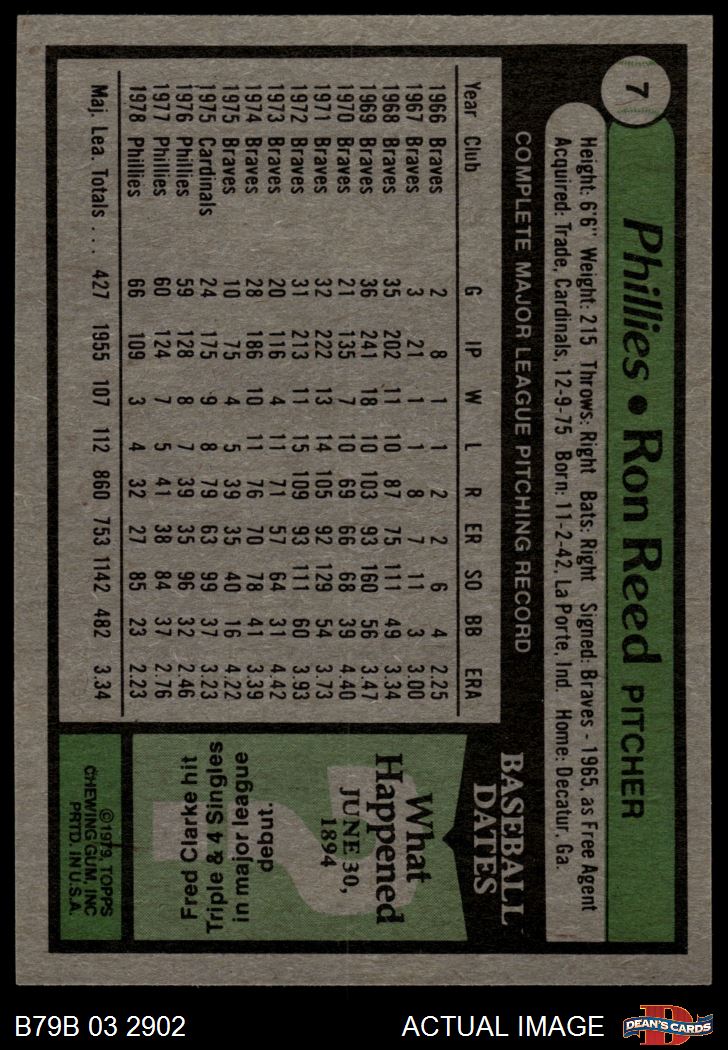 7
Phillies • Ron Reed PITCHER
Height: 6'6" Weight: 215 Throws: Right Bats: Right Signed: Braves - 1965, as Free Agent
Acquired: Trade, Cardinals, 12-9-75 Born: 11-2-42, La Porte, Ind. Home: Decatur, Ga.
COMPLETE MAJOR LEAGUE PITCHING RECORD
Year Club G IP W L R ER SO BB ERA
1966 Braves 2 8 1 1 2 2 6 4 2.25
1967 Braves 3 21 1 1 8 7 11 3 3.00
1968 Braves 35 202 11 10 87 75 111 49 3.34
1969 Braves 36 241 18 10 103 93 160 56 3.47
1970 Braves 21 135 7 10 69 66 68 39 4.40
1971 Braves 32 222 13 14 105 92 129 54 3.73
1972 Braves 31 213 11 15 109 93 111 60 3.93
1973 Braves 20 116 4 11 71 57 64 31 4.42
1974 Braves 28 186 10 11 76 70 78 41 3.39
1975 Braves 10 75 4 5 39 35 40 16 4.22
1975 Cardinals 24 175 9 8 79 63 99 37 3.23
1976 Phillies 59 128 8 7 39 35 96 32 2.46
1977 Phillies 60 124 7 5 41 38 84 37 2.76
1978 Phillies 66 109 3 4 32 27 85 23 2.23
Maj. Lea. Totals . . . 427 1955 107 112 860 753 1142 482 3.34
BASEBALL
DATES
What
Happened
JUNE 30,
1894
?
Fred Clarke hit
Triple & 4 Singles
in major league
debut.
© 1979, TOPPS
CHEWING GUM, INC
PRTD. IN U.S.A.
B79B 03 2902
ACTUAL IMAGE
D
DEAN'S CARDS